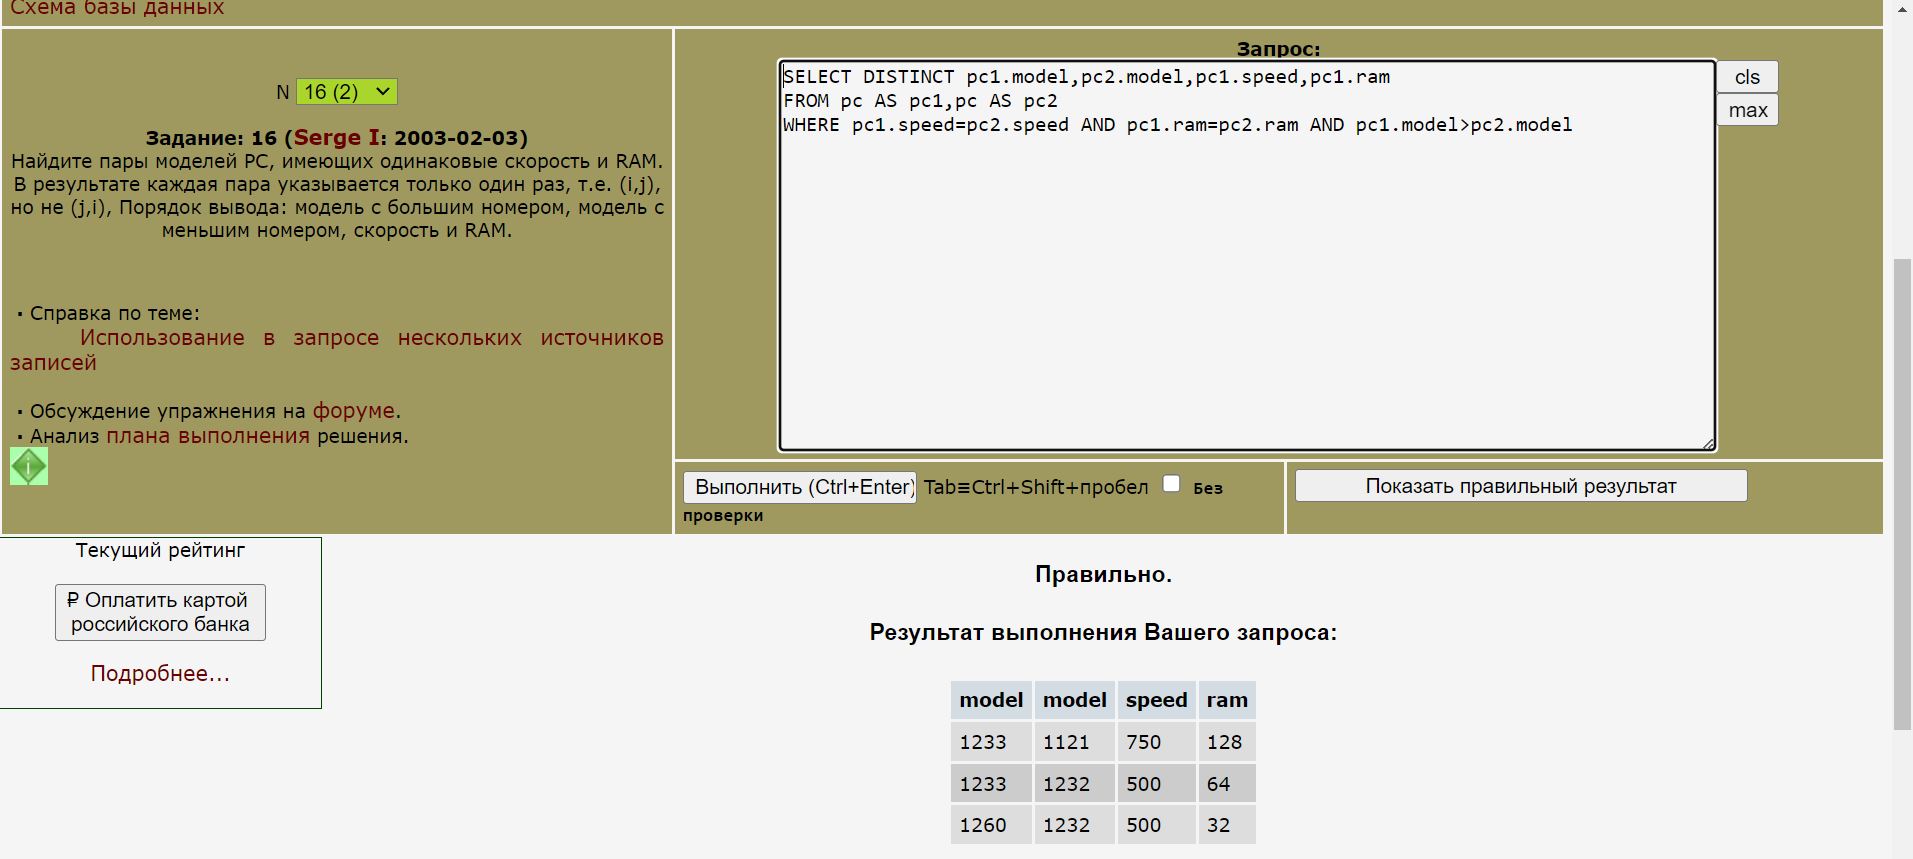 Схема базы данных
N 16 (2)
Задание: 16 (Serge I: 2003-02-03)
Найдите пары моделей PC, имеющих одинаковые скорость и RAM.
В результате каждая пара указывается только один раз, т.е. (i,j),
но не (j,i), Порядок вывода: модель с большим номером, модель с
меньшим номером, скорость и RAM.
· Справка по теме:
Использование в запросе нескольких источников
записей
· Обсуждение упражнения на форуме.
· Анализ плана выполнения решения.
i
Запрос:
SELECT DISTINCT pc1.model,pc2.model,pc1.speed,pc1.ram
FROM pc AS pc1,pc AS pc2
WHERE pc1.speed=pc2.speed AND pc1.ram=pc2.ram AND pc1.model>pc2.model
cls
max
Выполнить (Ctrl+Enter) Tab≡Ctrl+Shift+пробел Без
проверки
Показать правильный результат
Текущий рейтинг
₽ Оплатить картой
российского банка
Подробнее...
Правильно.
Результат выполнения Вашего запроса:
model model speed ram
1233 1121 750 128
1233 1232 500 64
1260 1232 500 32